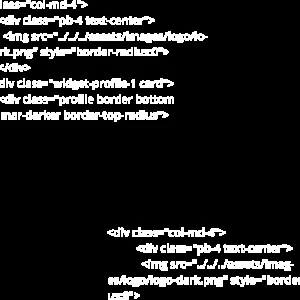 lass="col-md-4">
<div class="pb-4 text-center">
<img src="../../../assets/images/logo/lo-
rk.png" style="border-radius:0">
</div>
div class="widget-profile-1 card">
<div class="profile border bottom
mar-darker border-top-radius">
<div class="col-md-6">
<div class="pb-4 text-center">
<img src="../../../assets/imag-
es/logo/logo-dark.png" style="border
us:0">